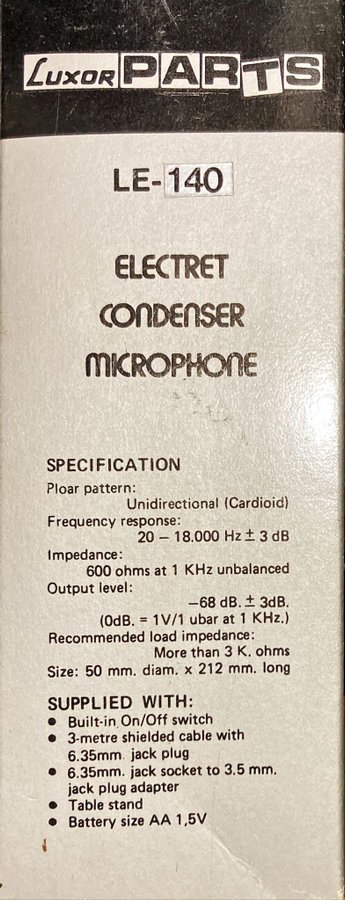 LUXOR PARTS
LE-140
ELECTRET
CONDENSER
MICROPHONE
SPECIFICATION
Ploar pattern:
Unidirectional (Cardioid)
Frequency response:
20 – 18.000 Hz ± 3 dB
Impedance:
600 ohms at 1 KHz unbalanced
Output level:
–68 dB. ± 3dB.
(0dB. = 1V/1 ubar at 1 KHz.)
Recommended load impedance:
More than 3 K. ohms
Size: 50 mm. diam. x 212 mm. long
SUPPLIED WITH:
● Built-in On/Off switch
● 3-metre shielded cable with
6.35mm. jack plug
● 6.35mm. jack socket to 3.5 mm.
jack plug adapter
● Table stand
● Battery size AA 1,5V